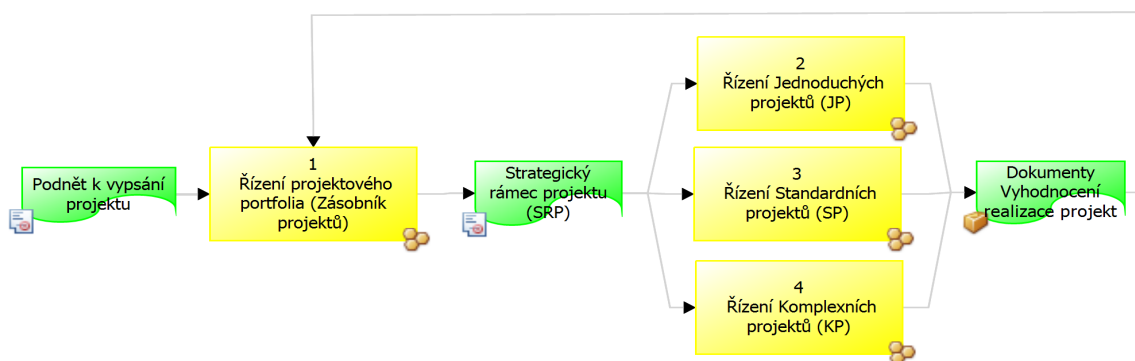 Podnět k vypsání
projektu
1
Řízení projektového
portfolia (Zásobník
projektů)
Strategický
rámec projektu
(SRP)
2
Řízení Jednoduchých
projektů (JP)
3
Řízení Standardních
projektů (SP)
4
Řízení Komplexních
projektů (KP)
Dokumenty
Vyhodnocení
realizace projekt